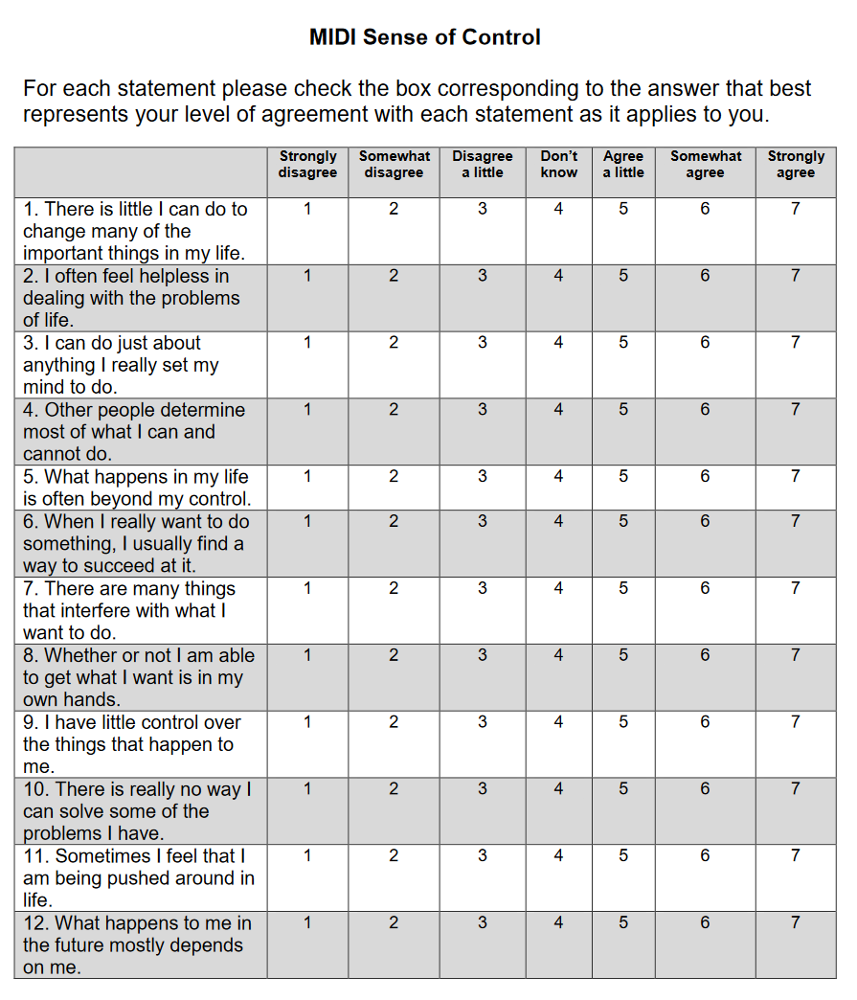 MIDI Sense of Control
For each statement please check the box corresponding to the answer that best
represents your level of agreement with each statement as it applies to you.
Strongly disagree Somewhat disagree Disagree a little Don’t know Agree a little Somewhat agree Strongly agree
1. There is little I can do to 1 2 3 4 5 6 7
change many of the
important things in my life.
2. I often feel helpless in 1 2 3 4 5 6 7
dealing with the problems
of life.
3. I can do just about 1 2 3 4 5 6 7
anything I really set my
mind to do.
4. Other people determine 1 2 3 4 5 6 7
most of what I can and
cannot do.
5. What happens in my life 1 2 3 4 5 6 7
is often beyond my control.
6. When I really want to do 1 2 3 4 5 6 7
something, I usually find a
way to succeed at it.
7. There are many things 1 2 3 4 5 6 7
that interfere with what I
want to do.
8. Whether or not I am able 1 2 3 4 5 6 7
to get what I want is in my
own hands.
9. I have little control over 1 2 3 4 5 6 7
the things that happen to
me.
10. There is really no way I 1 2 3 4 5 6 7
can solve some of the
problems I have.
11. Sometimes I feel that I 1 2 3 4 5 6 7
am being pushed around in
life.
12. What happens to me in 1 2 3 4 5 6 7
the future mostly depends
on me.